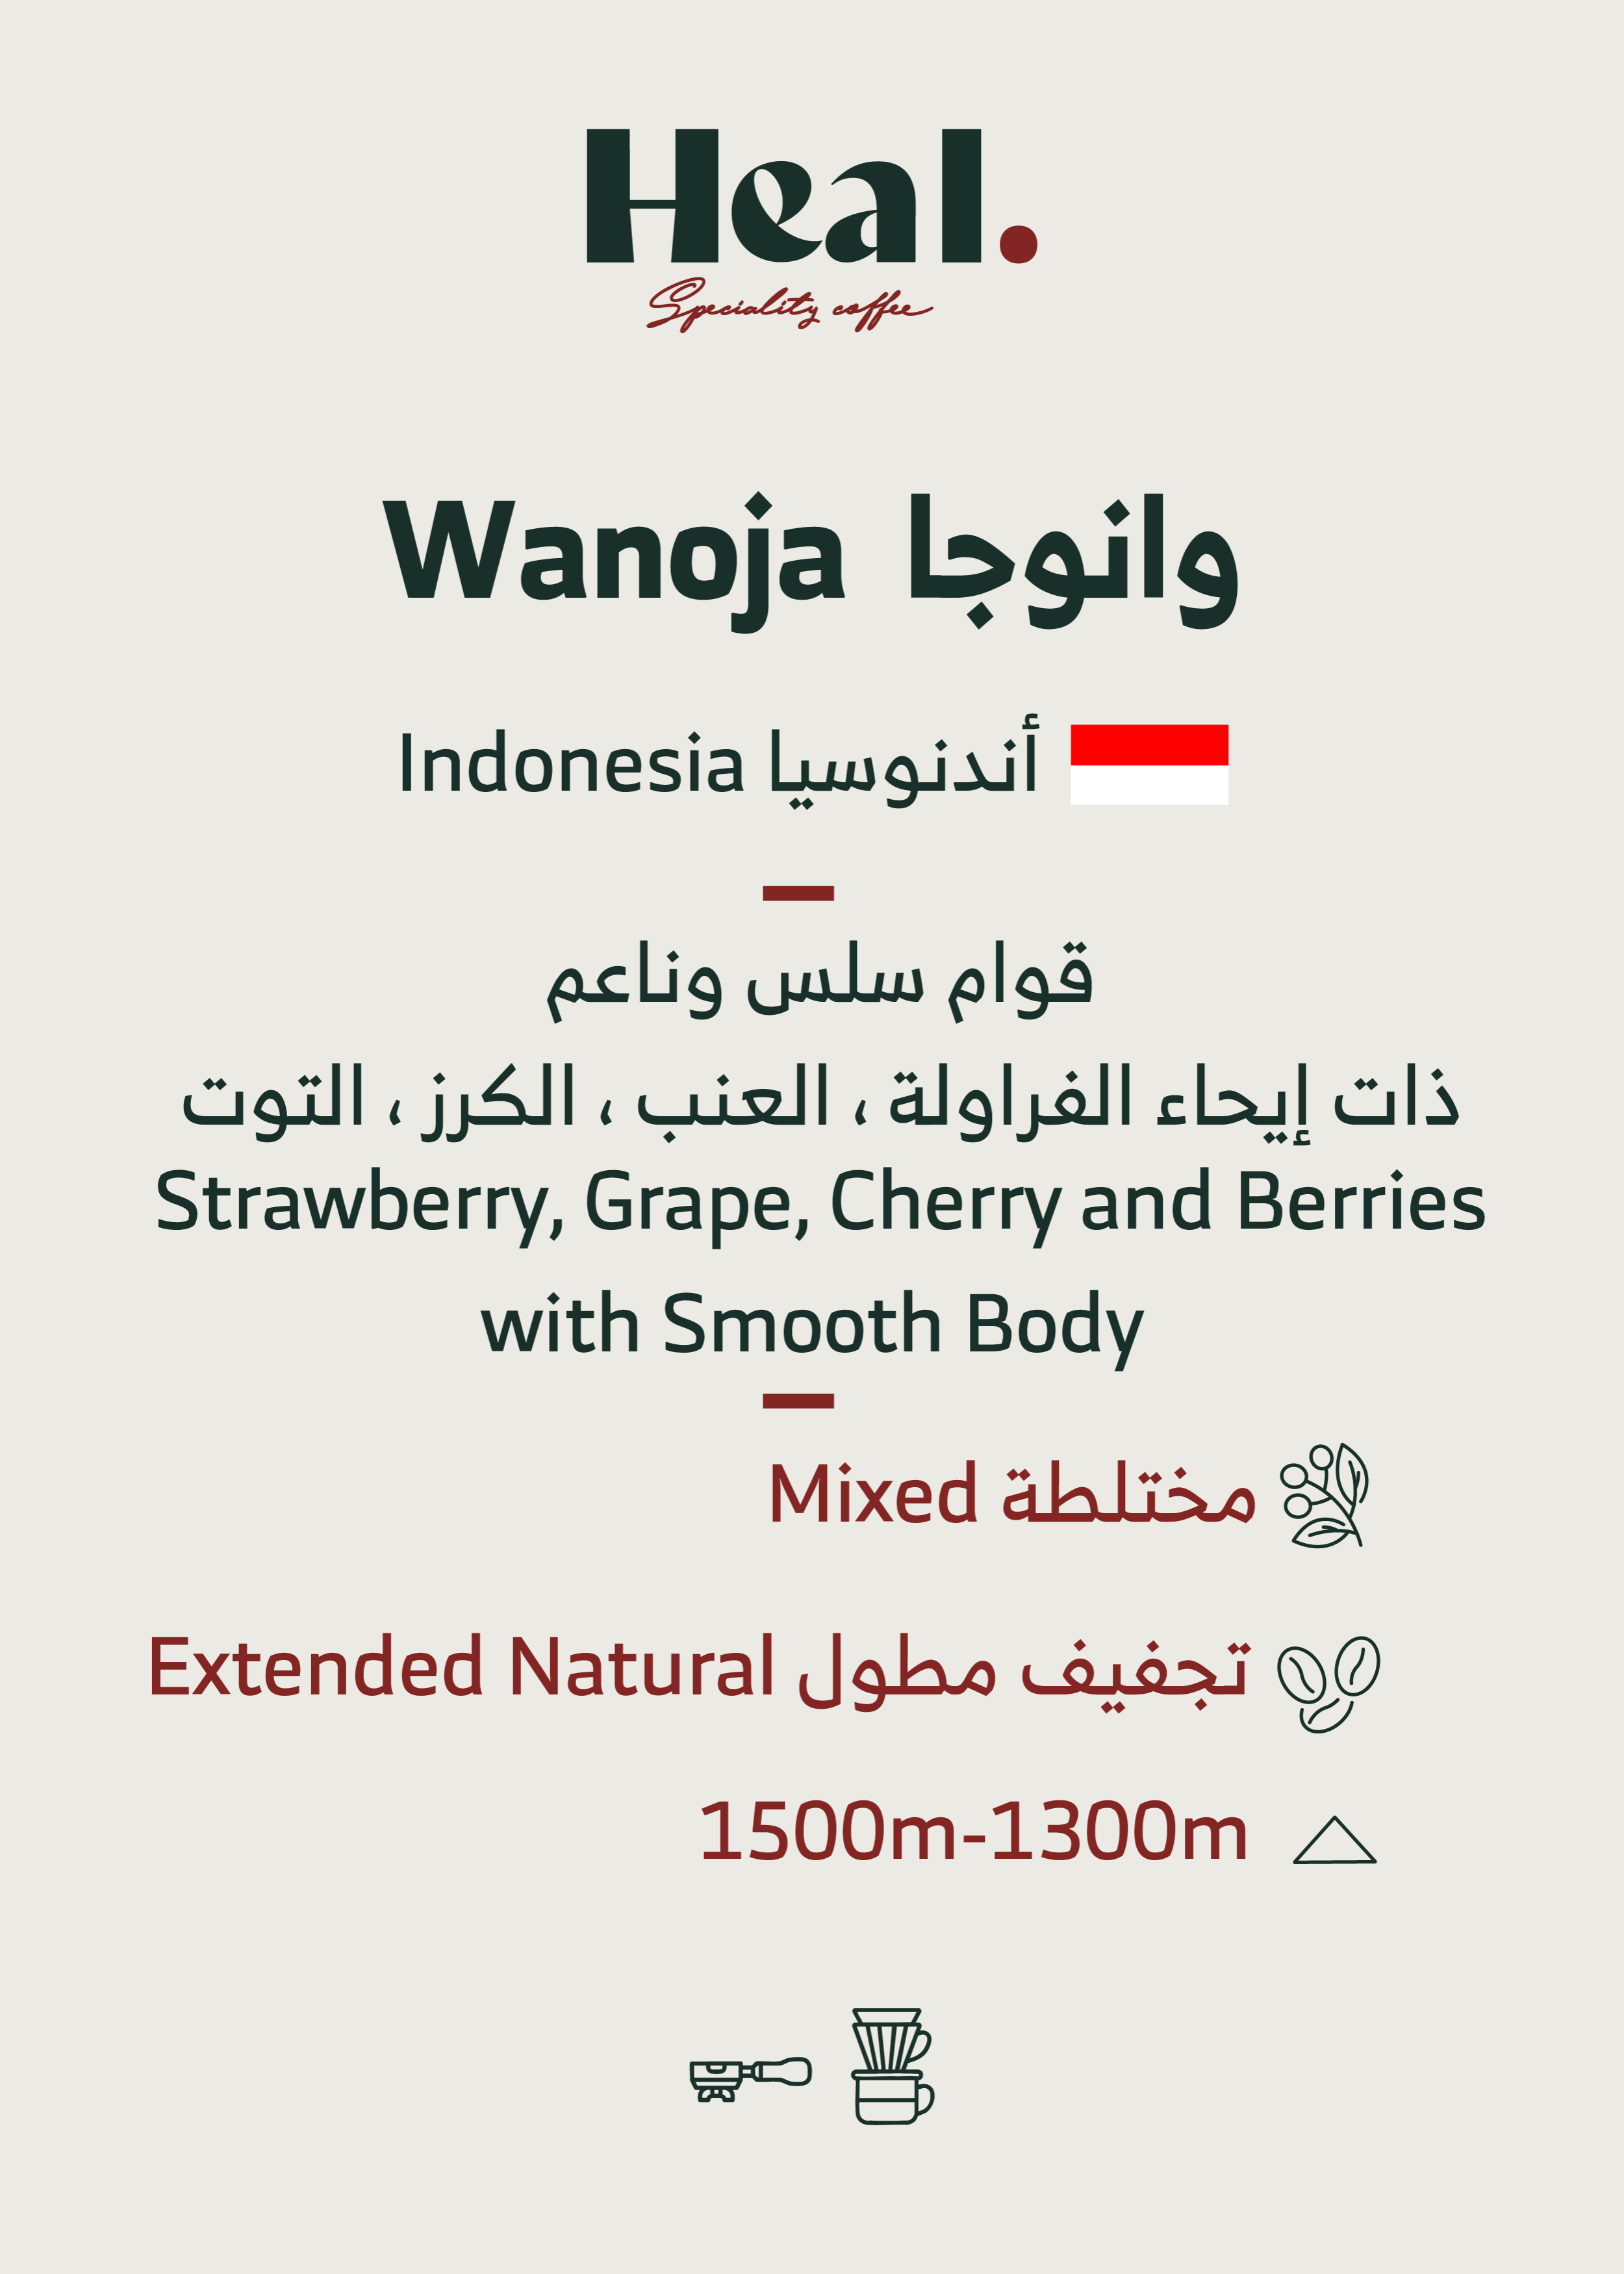 Heal.
Speciality coffee
Wanoja وانوجا
Indonesia أندنوسيا
قوام سلس وناعم
ذات إيحاء الفراولة ، العنب ، الكرز ، التوت
Strawberry, Grape, Cherry and Berries
with Smooth Body
Mixed مختلطة
Extended Natural تجفيف مطول
1500m-1300m